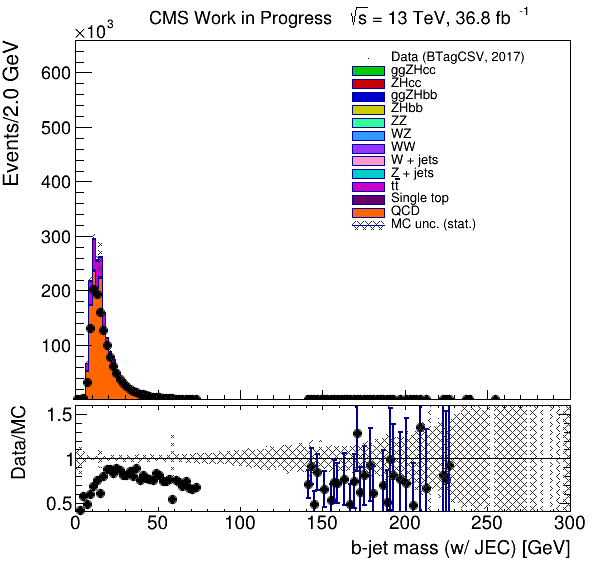 CMS Work in Progress √s = 13 TeV, 36.8 fb⁻¹
×10³
Events/2.0 GeV
600
500
400
300
200
100
Data (BTagCSV, 2017)
ggZHcc
ZHcc
ggZHbb
ZHbb
ZZ
WZ
WW
W + jets
Z + jets
tt̅
Single top
QCD
MC unc. (stat.)
Data/MC
1.5
1
0.5
0 50 100 150 200 250 300
b-jet mass (w/ JEC) [GeV]